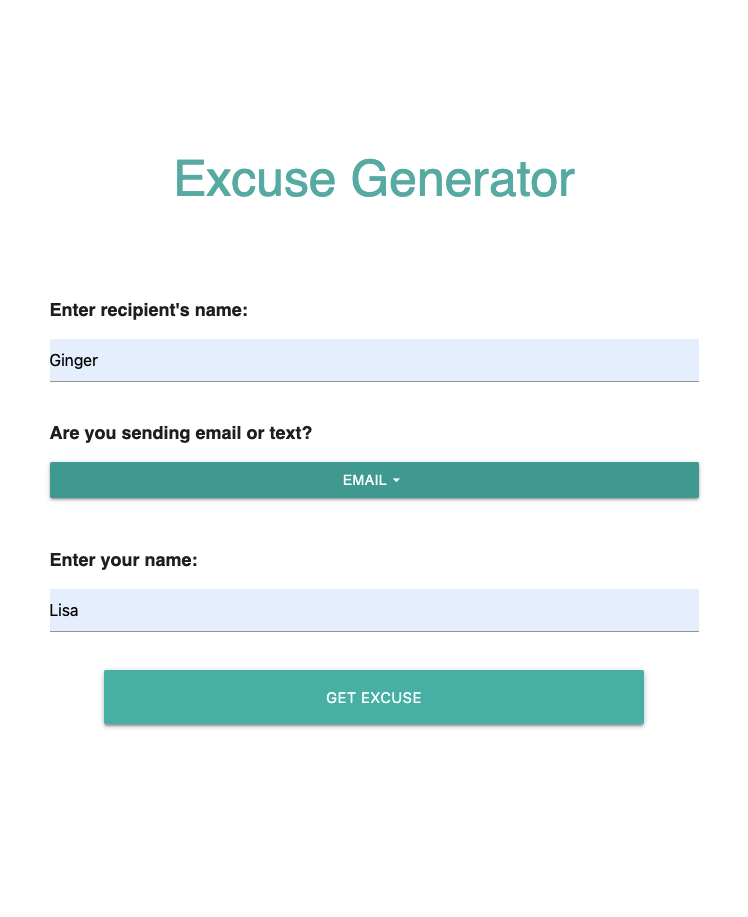 Excuse Generator
Enter recipient's name:
Ginger
Are you sending email or text?
EMAIL
Enter your name:
Lisa
GET EXCUSE